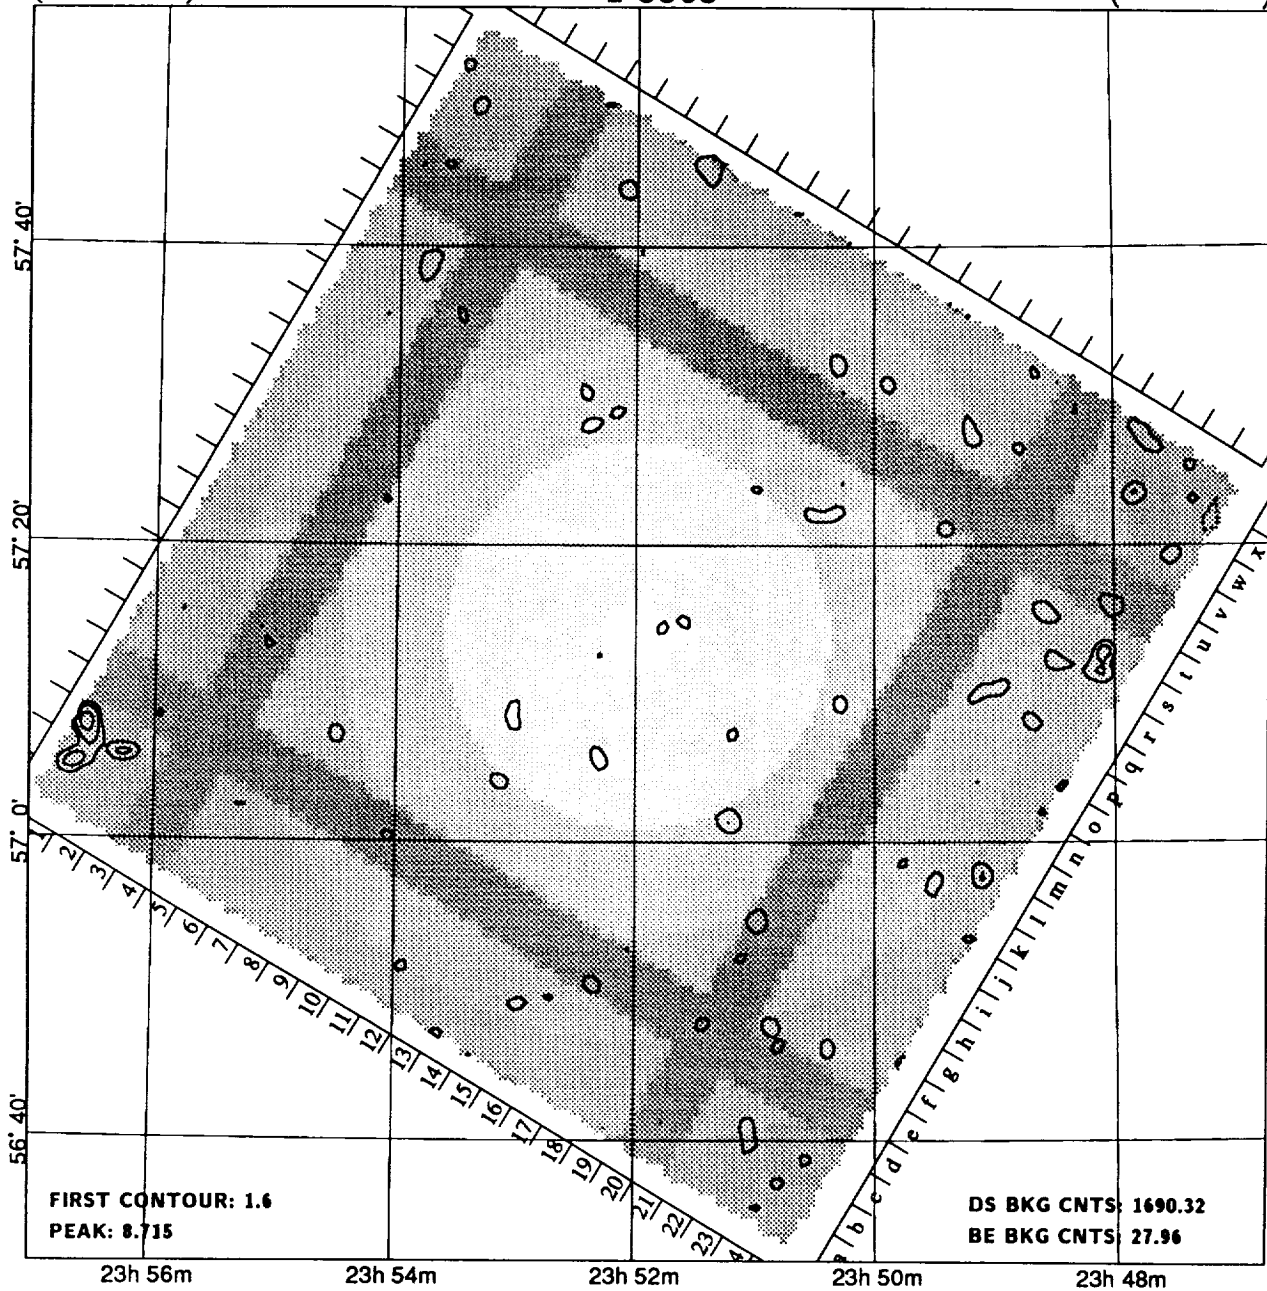 57° 40'
57° 20'
57° 0'
56° 40'
1 2 3 4 5 6 7 8 9 10 11 12 13 14 15 16 17 18 19 20 21 22 23
a b c d e f g h i j k l m n o p q r s t u v w x
FIRST CONTOUR: 1.6
PEAK: 8.715
DS BKG CNTS: 1690.32
BE BKG CNTS: 27.96
23h 56m 23h 54m 23h 52m 23h 50m 23h 48m